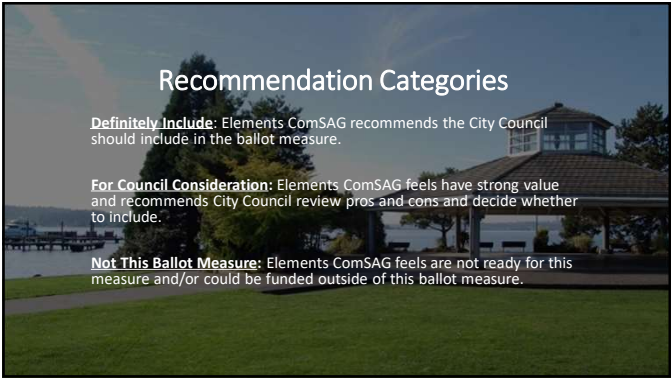 Recommendation Categories
Definitely Include: Elements ComSAG recommends the City Council
should include in the ballot measure.
For Council Consideration: Elements ComSAG feels have strong value
and recommends City Council review pros and cons and decide whether
to include.
Not This Ballot Measure: Elements ComSAG feels are not ready for this
measure and/or could be funded outside of this ballot measure.